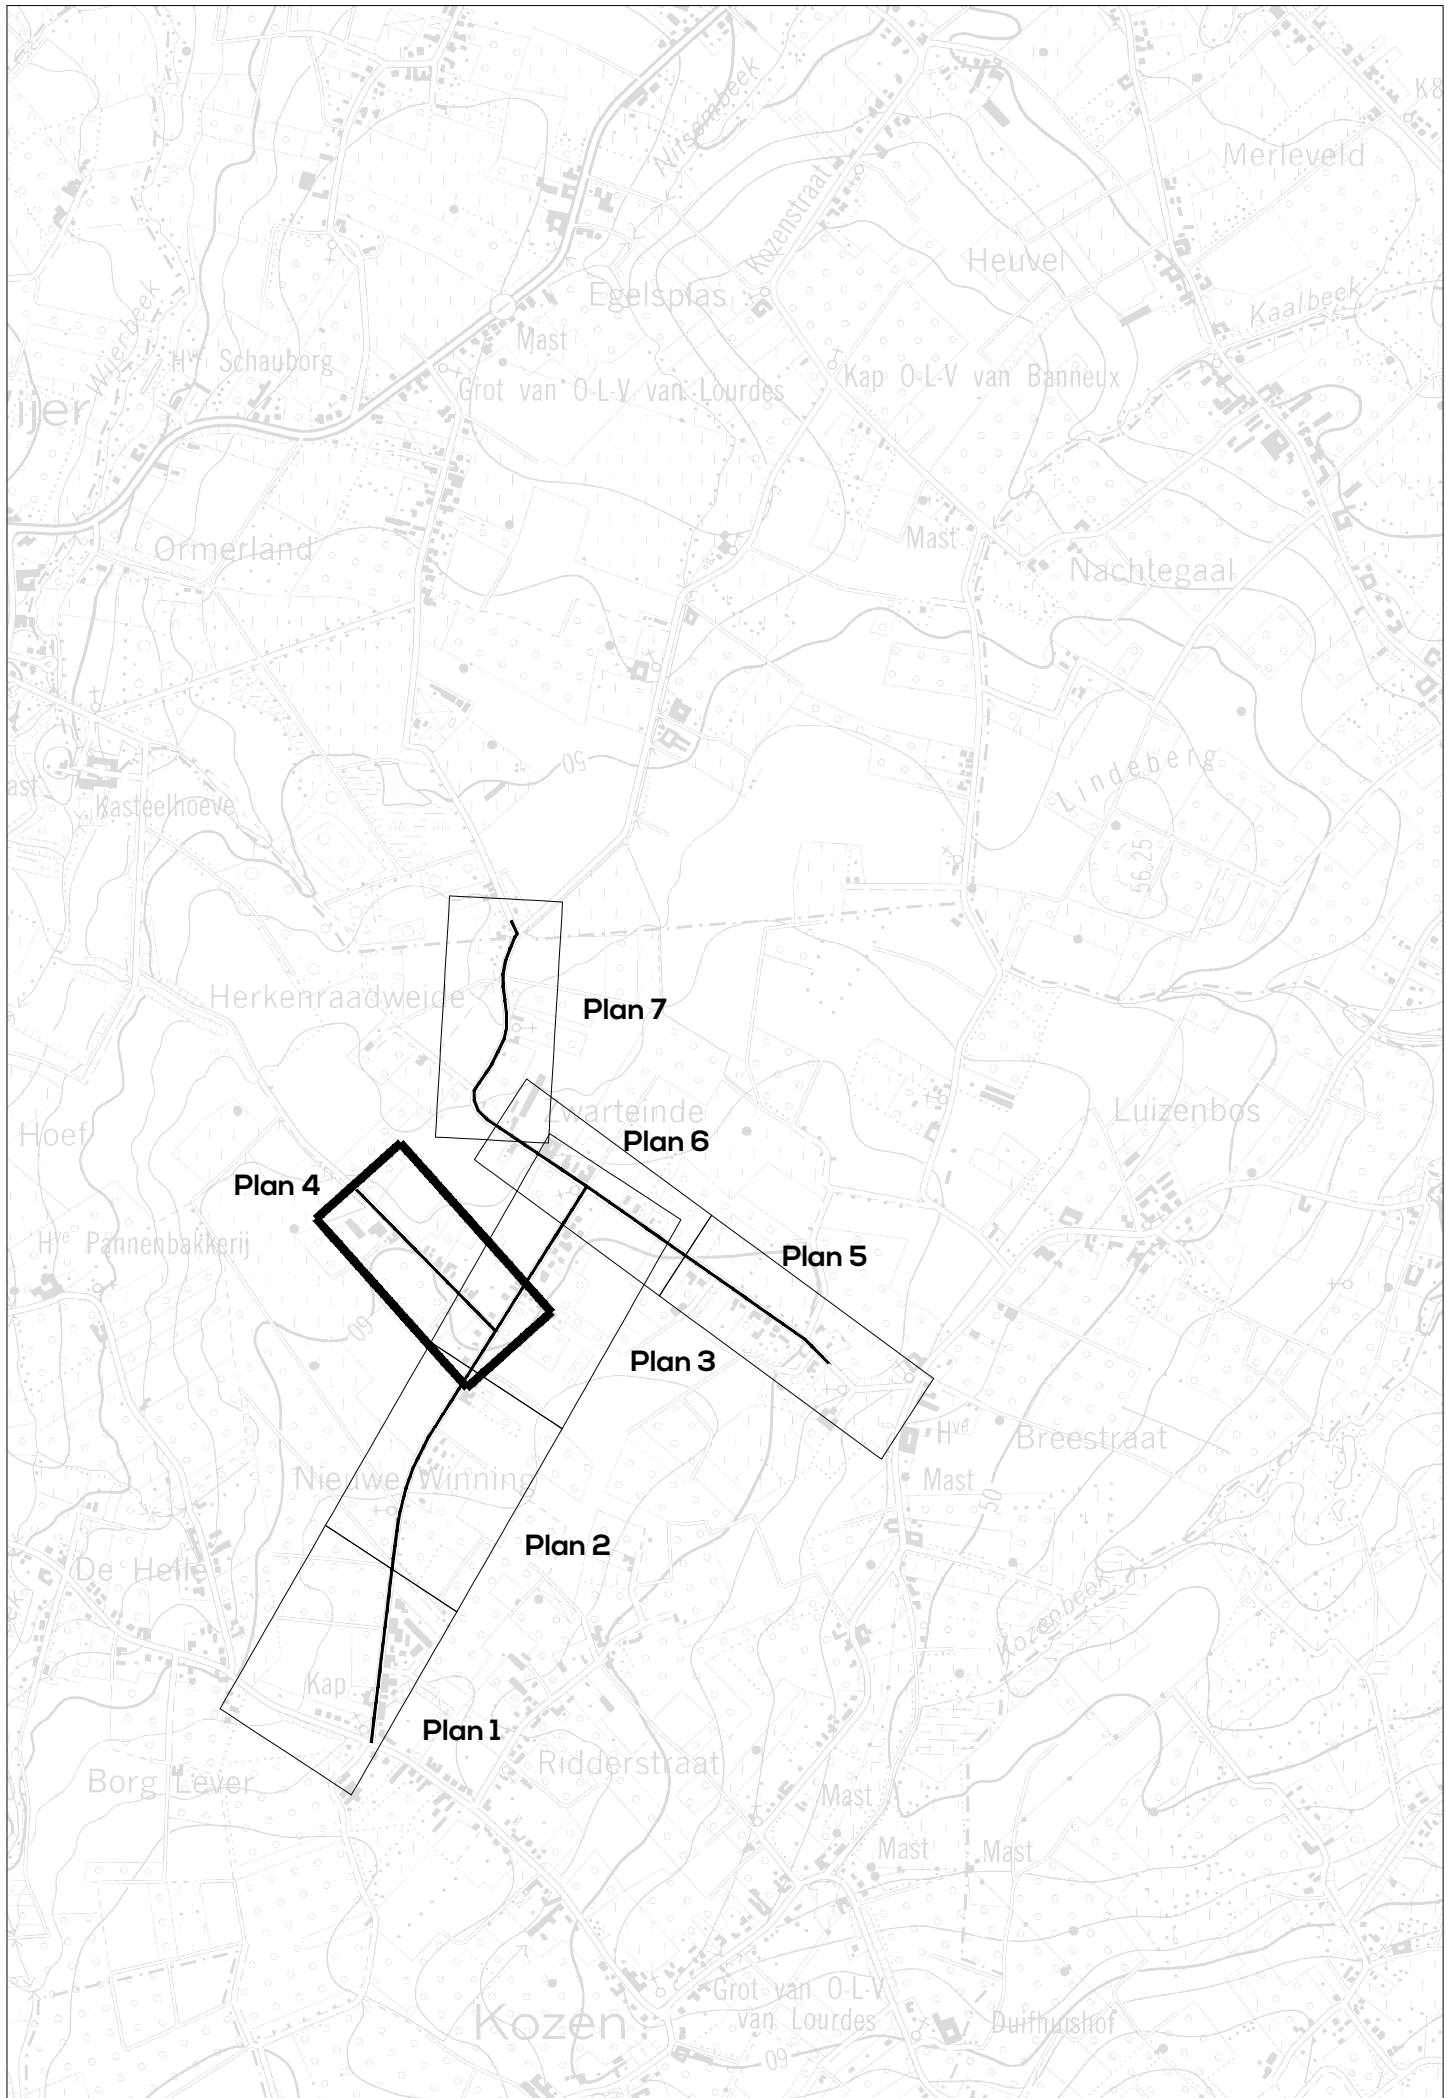 K8
Merleveld
Kozenstraat
Heuvel
Egelsplas
Kaalbeek
Mast
Wijerbeek
Hve Schauborg
Grot van O-L-V van Lourdes
Kap O-L-V van Banneux
ijer
Ormerland
Mast
Nachtegaal
50
Lindeberg
ast
Kasteelhoeve
56,25
Herkenraadweide
Plan 7
Zwarteinde
Luizenbos
Hoef
Plan 6
Plan 4
Hve Pannenbakkerij
Plan 5
60
Plan 3
Hve
Breestraat
Nieuwe Winning
Mast
50
Plan 2
De Helle
Kozenbeek
Kap
Plan 1
Ridderstraat
Borg Lever
Mast
Mast
Mast
Grot van O-L-V
van Lourdes
Kozen
Duifhuishof
60